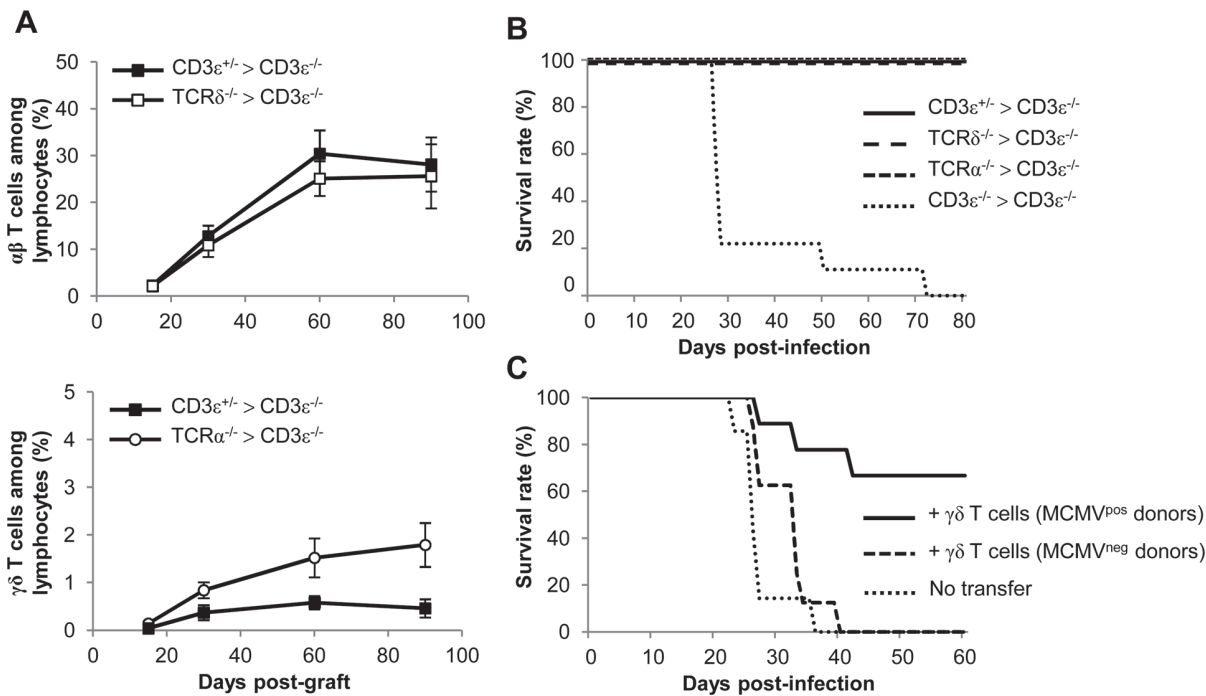 A
50
40
30
20
10
0
αβ T cells among
lymphocytes (%)
CD3ε+/- > CD3ε-/-
TCRδ-/- > CD3ε-/-
0 20 40 60 80 100
5
4
3
2
1
0
γδ T cells among
lymphocytes (%)
CD3ε+/- > CD3ε-/-
TCRα-/- > CD3ε-/-
0 20 40 60 80 100
Days post-graft
B
100
80
60
40
20
0
Survival rate (%)
CD3ε+/- > CD3ε-/-
TCRδ-/- > CD3ε-/-
TCRα-/- > CD3ε-/-
CD3ε-/- > CD3ε-/-
0 10 20 30 40 50 60 70 80
Days post-infection
C
100
80
60
40
20
0
Survival rate (%)
+ γδ T cells (MCMVpos donors)
+ γδ T cells (MCMVneg donors)
No transfer
0 10 20 30 40 50 60
Days post-infection